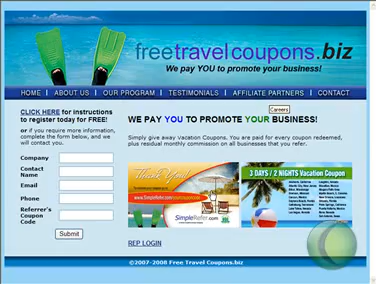 freetravelcoupons.biz
We pay YOU to promote your business!
HOME | ABOUT US | OUR PROGRAM | TESTIMONIALS | AFFILIATE PARTNERS | CONTACT
Careers
CLICK HERE for instructions
to register today for FREE!
or if you require more information,
complete the form below, and we
will contact you.
Company
Contact
Name
Email
Phone
Referrer's
Coupon
Code
Submit
WE PAY YOU TO PROMOTE YOUR BUSINESS!
Simply give away Vacation Coupons. You are paid for every coupon redeemed,
plus residual monthly commission on all businesses that you refer.
Thank You!
SimpleRefer.com
3 DAYS / 2 NIGHTS Vacation Coupon
REP LOGIN
©2007-2008 Free Travel Coupons.biz